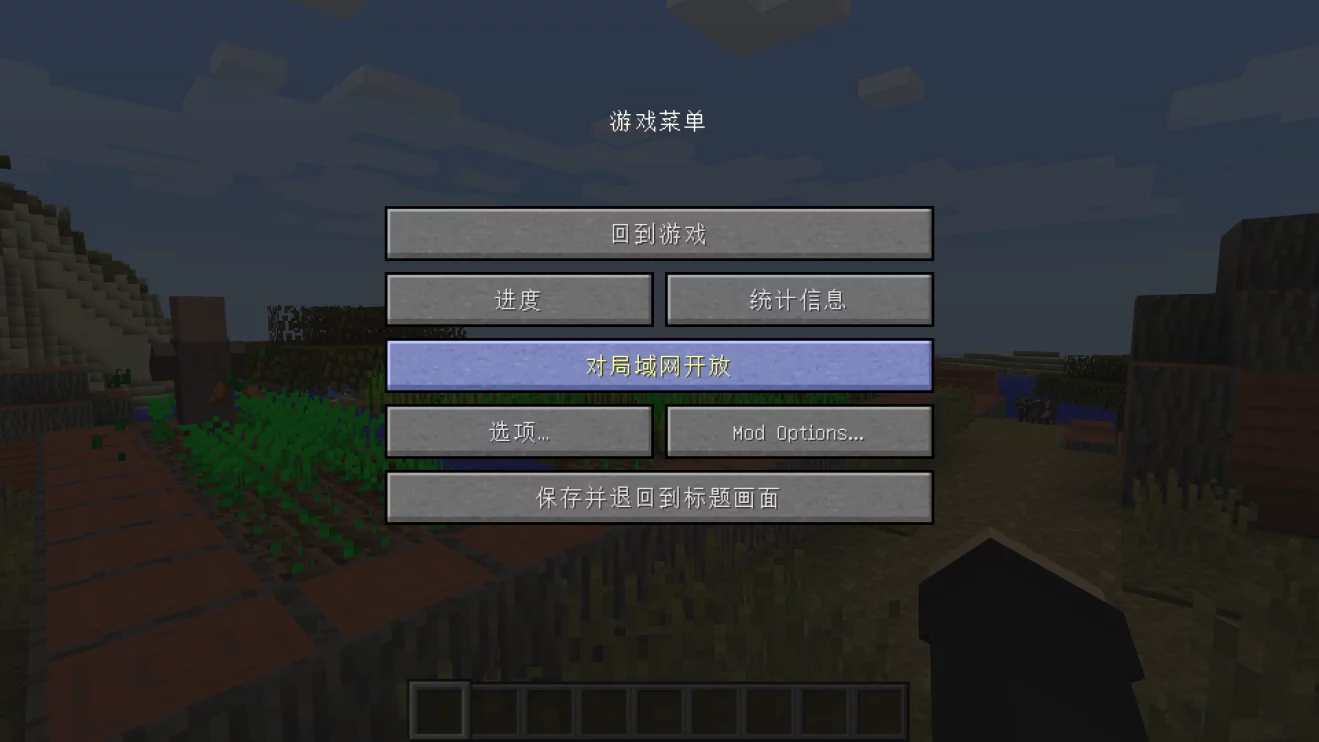 游戏菜单
回到游戏
进度
统计信息
对局域网开放
选项…
Mod Options...
保存并退回到标题画面